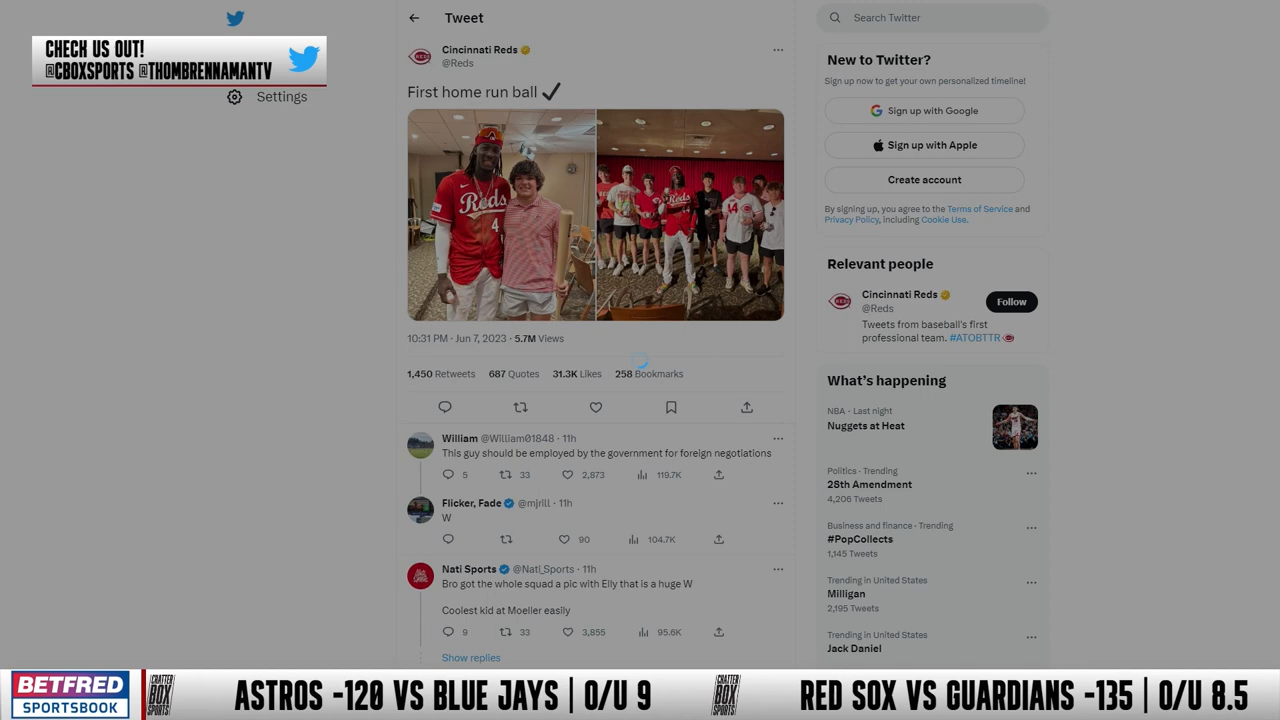 Tweet
Search Twitter
CHECK US OUT!
@CBOXSPORTS @THOMBRENNAMANTV
Settings
Cincinnati Reds
@Reds
First home run ball ✔
Reds
4
14
10:31 PM · Jun 7, 2023 · 5.7M Views
1,450 Retweets 687 Quotes 31.3K Likes 258 Bookmarks
William @William01848 · 11h
This guy should be employed by the government for foreign negotiations
5 33 2,873 119.7K
Flicker, Fade @mjrill · 11h
W
90 104.7K
Nati Sports @Nati_Sports · 11h
Bro got the whole squad a pic with Elly that is a huge W
Coolest kid at Moeller easily
9 33 3,855 95.6K
Show replies
New to Twitter?
Sign up now to get your own personalized timeline!
Sign up with Google
Sign up with Apple
Create account
By signing up, you agree to the Terms of Service and
Privacy Policy, including Cookie Use.
Relevant people
Cincinnati Reds
@Reds
Follow
Tweets from baseball's first
professional team. #ATOBTTR
What's happening
NBA · Last night
Nuggets at Heat
Politics · Trending
28th Amendment
4,206 Tweets
Business and finance · Trending
#PopCollects
1,145 Tweets
Trending in United States
Milligan
2,195 Tweets
Trending in United States
Jack Daniel
BETFRED
SPORTSBOOK
CHATTER BOX SPORTS
ASTROS -120 VS BLUE JAYS | O/U 9
CHATTER BOX SPORTS
RED SOX VS GUARDIANS -135 | O/U 8.5